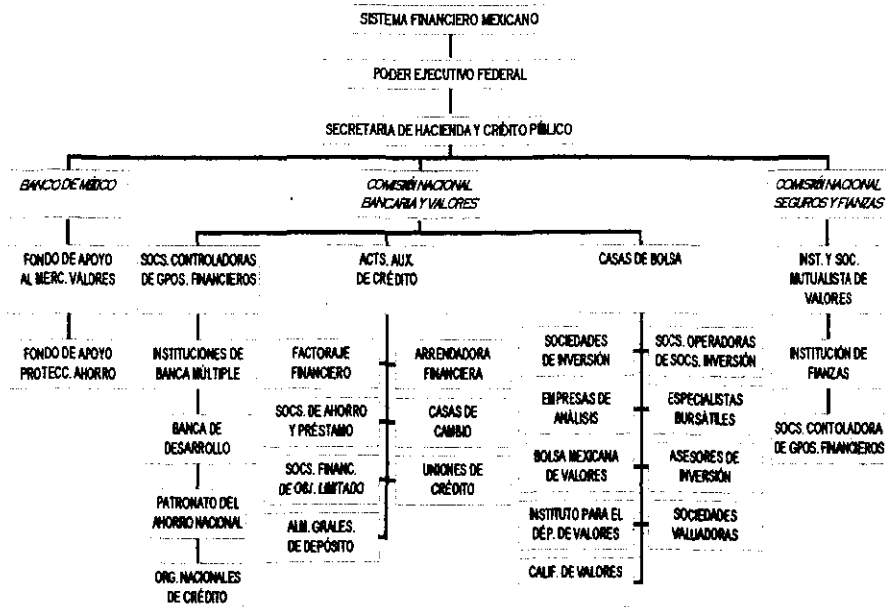 SISTEMA FINANCIERO MEXICANO
PODER EJECUTIVO FEDERAL
SECRETARIA DE HACIENDA Y CRÉDITO PÚBLICO
BANCO DE MÉXICO
COMISIÓN NACIONAL
BANCARIA Y VALORES
COMISIÓN NACIONAL
SEGUROS Y FIANZAS
FONDO DE APOYO
AL MERC. VALORES
SOCS. CONTROLADORAS
DE GPOS. FINANCIEROS
ACTS. AUX.
DE CRÉDITO
CASAS DE BOLSA
INST. Y SOC.
MUTUALISTA DE
VALORES
FONDO DE APOYO
PROTECC. AHORRO
INSTITUCIONES DE
BANCA MÚLTIPLE
FACTORAJE
FINANCIERO
ARRENDADORA
FINANCIERA
SOCIEDADES
DE INVERSIÓN
SOCS. OPERADORAS
DE SOCS. INVERSIÓN
INSTITUCIÓN DE
FIANZAS
BANCA DE
DESARROLLO
SOCS. DE AHORRO
Y PRÉSTAMO
CASAS DE
CAMBIO
EMPRESAS DE
ANÁLISIS
ESPECIALISTAS
BURSÁTILES
SOCS. CONTOLADORA
DE GPOS. FINANCIEROS
PATRONATO DEL
AHORRO NACIONAL
SOCS. FINANC.
DE OBJ. LIMITADO
UNIONES DE
CRÉDITO
BOLSA MEXICANA
DE VALORES
ASESORES DE
INVERSIÓN
ORG. NACIONALES
DE CRÉDITO
ALM. GRALES.
DE DEPÓSITO
INSTITUTO PARA EL
DÉP. DE VALORES
SOCIEDADES
VALUADORAS
CALIF. DE VALORES